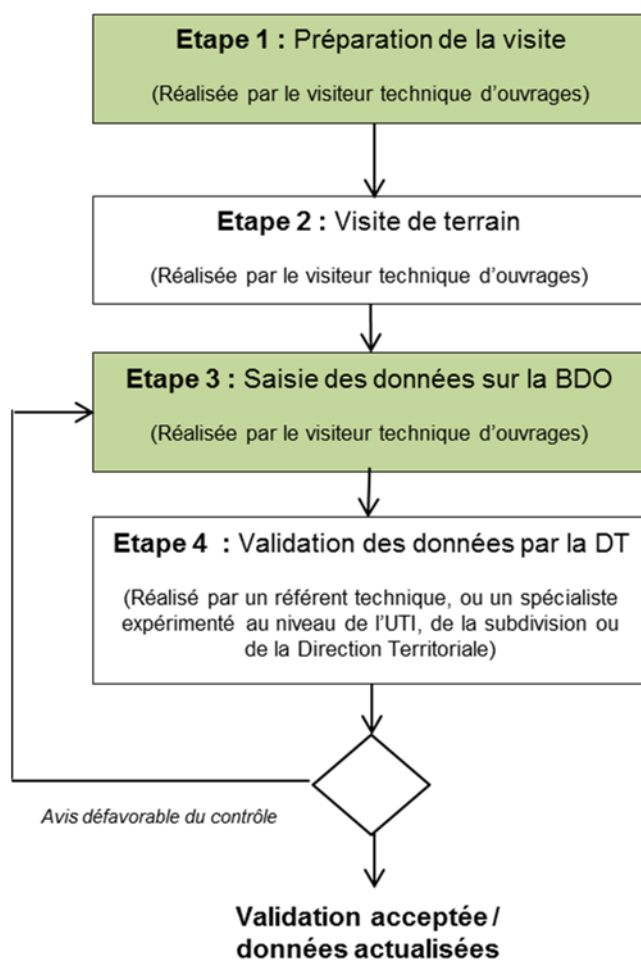 Etape 1 : Préparation de la visite
(Réalisée par le visiteur technique d'ouvrages)
Etape 2 : Visite de terrain
(Réalisée par le visiteur technique d'ouvrages)
Etape 3 : Saisie des données sur la BDO
(Réalisée par le visiteur technique d'ouvrages)
Etape 4 : Validation des données par la DT
(Réalisé par un référent technique, ou un spécialiste
expérimenté au niveau de l'UTI, de la subdivision ou
de la Direction Territoriale)
Avis défavorable du contrôle
Validation acceptée /
données actualisées